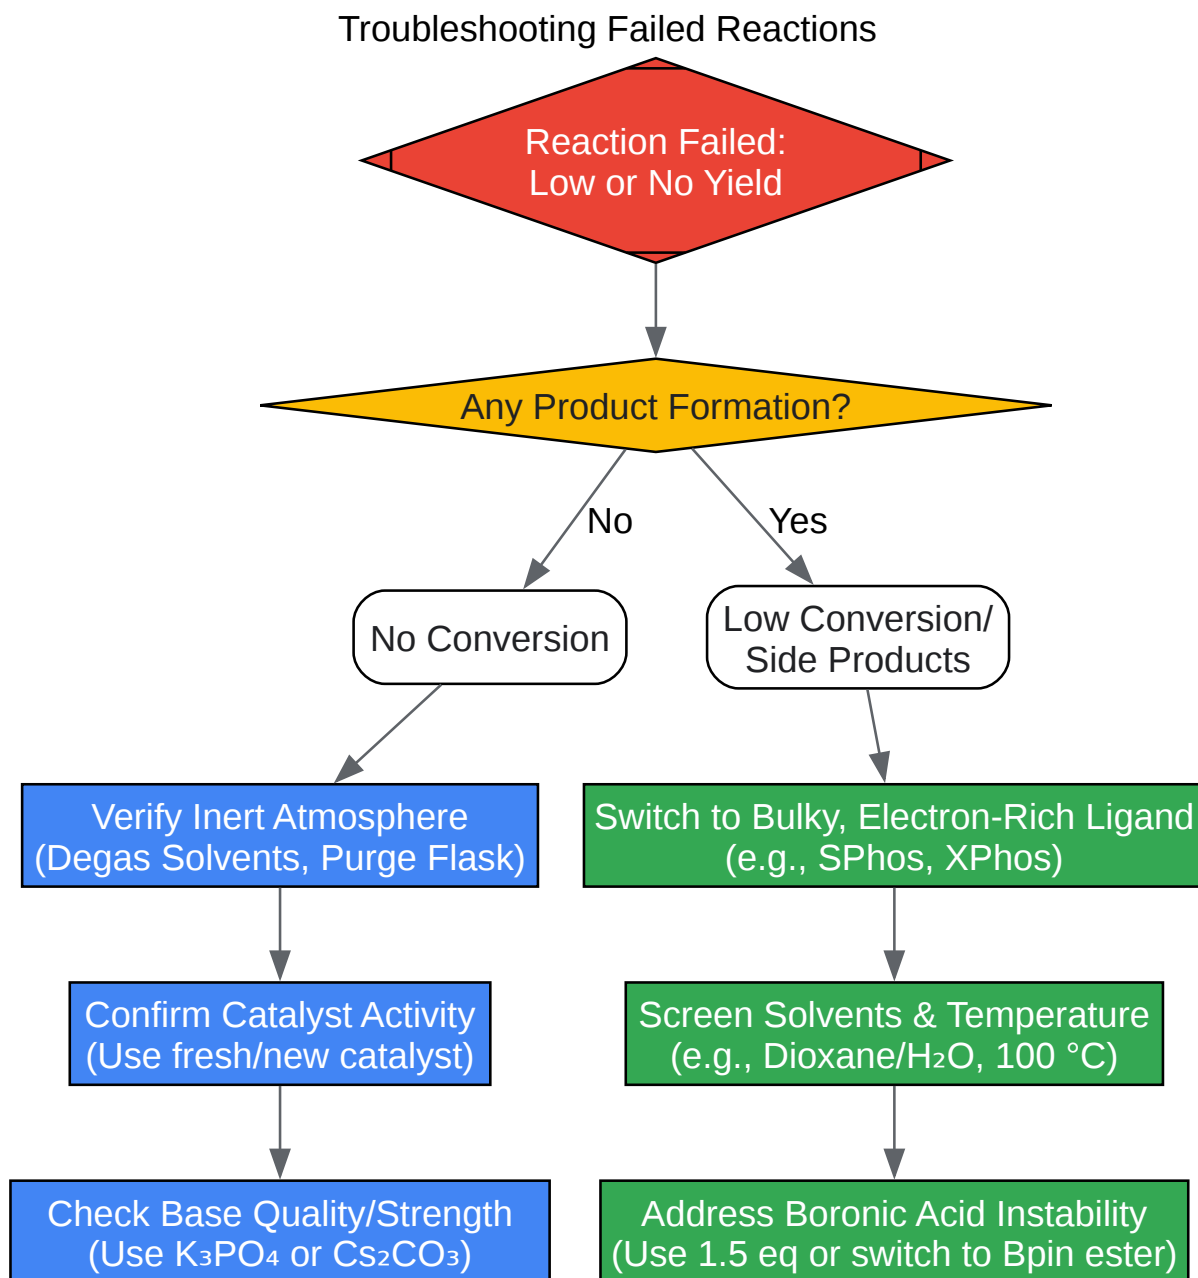 Troubleshooting Failed Reactions
Reaction Failed:
Low or No Yield
Any Product Formation?
No
Yes
No Conversion
Low Conversion/
Side Products
Verify Inert Atmosphere
(Degas Solvents, Purge Flask)
Switch to Bulky, Electron-Rich Ligand
(e.g., SPhos, XPhos)
Confirm Catalyst Activity
(Use fresh/new catalyst)
Screen Solvents & Temperature
(e.g., Dioxane/H₂O, 100 °C)
Check Base Quality/Strength
(Use K₃PO₄ or Cs₂CO₃)
Address Boronic Acid Instability
(Use 1.5 eq or switch to Bpin ester)